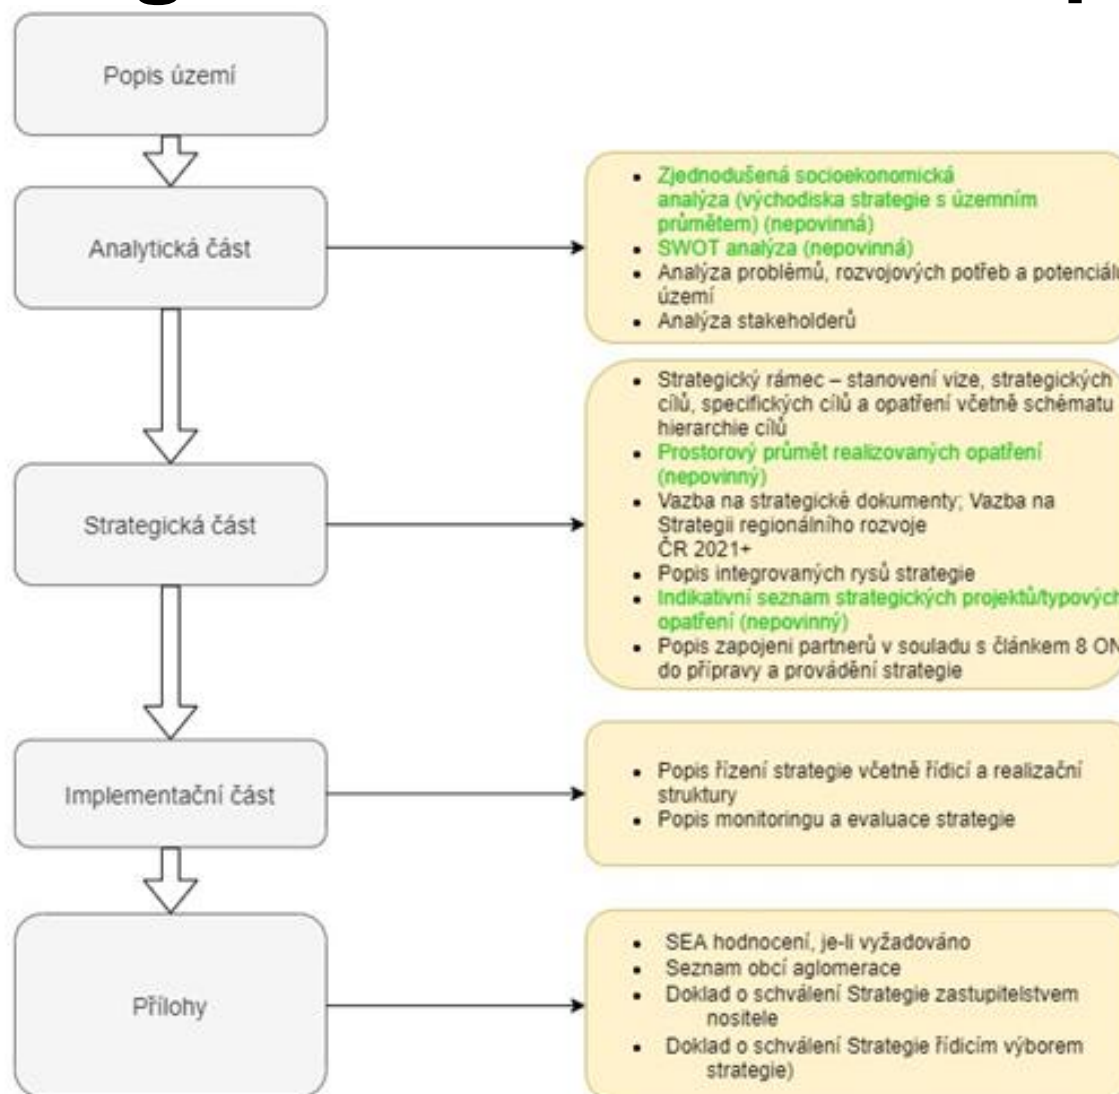 Popis území
Analytická část
Zjednodušená socioekonomická
analýza (východiska strategie s územním
průmětem) (nepovinná)
SWOT analýza (nepovinná)
Analýza problémů, rozvojových potřeb a potenciálu
území
Analýza stakeholderů
Strategická část
Strategický rámec – stanovení vize, strategických
cílů, specifických cílů a opatření včetně schématu
hierarchie cílů
Prostorový průmět realizovaných opatření
(nepovinný)
Vazba na strategické dokumenty; Vazba na
Strategii regionálního rozvoje
ČR 2021+
Popis integrovaných rysů strategie
Indikativní seznam strategických projektů/typových
opatření (nepovinný)
Popis zapojeni partnerů v souladu s článkem 8 ON
do přípravy a provádění strategie
Implementační část
Popis řízení strategie včetně řídicí a realizační
struktury
Popis monitoringu a evaluace strategie
Přílohy
SEA hodnocení, je-li vyžadováno
Seznam obcí aglomerace
Doklad o schválení Strategie zastupitelstvem
nositele
Doklad o schválení Strategie řídicím výborem
strategie)